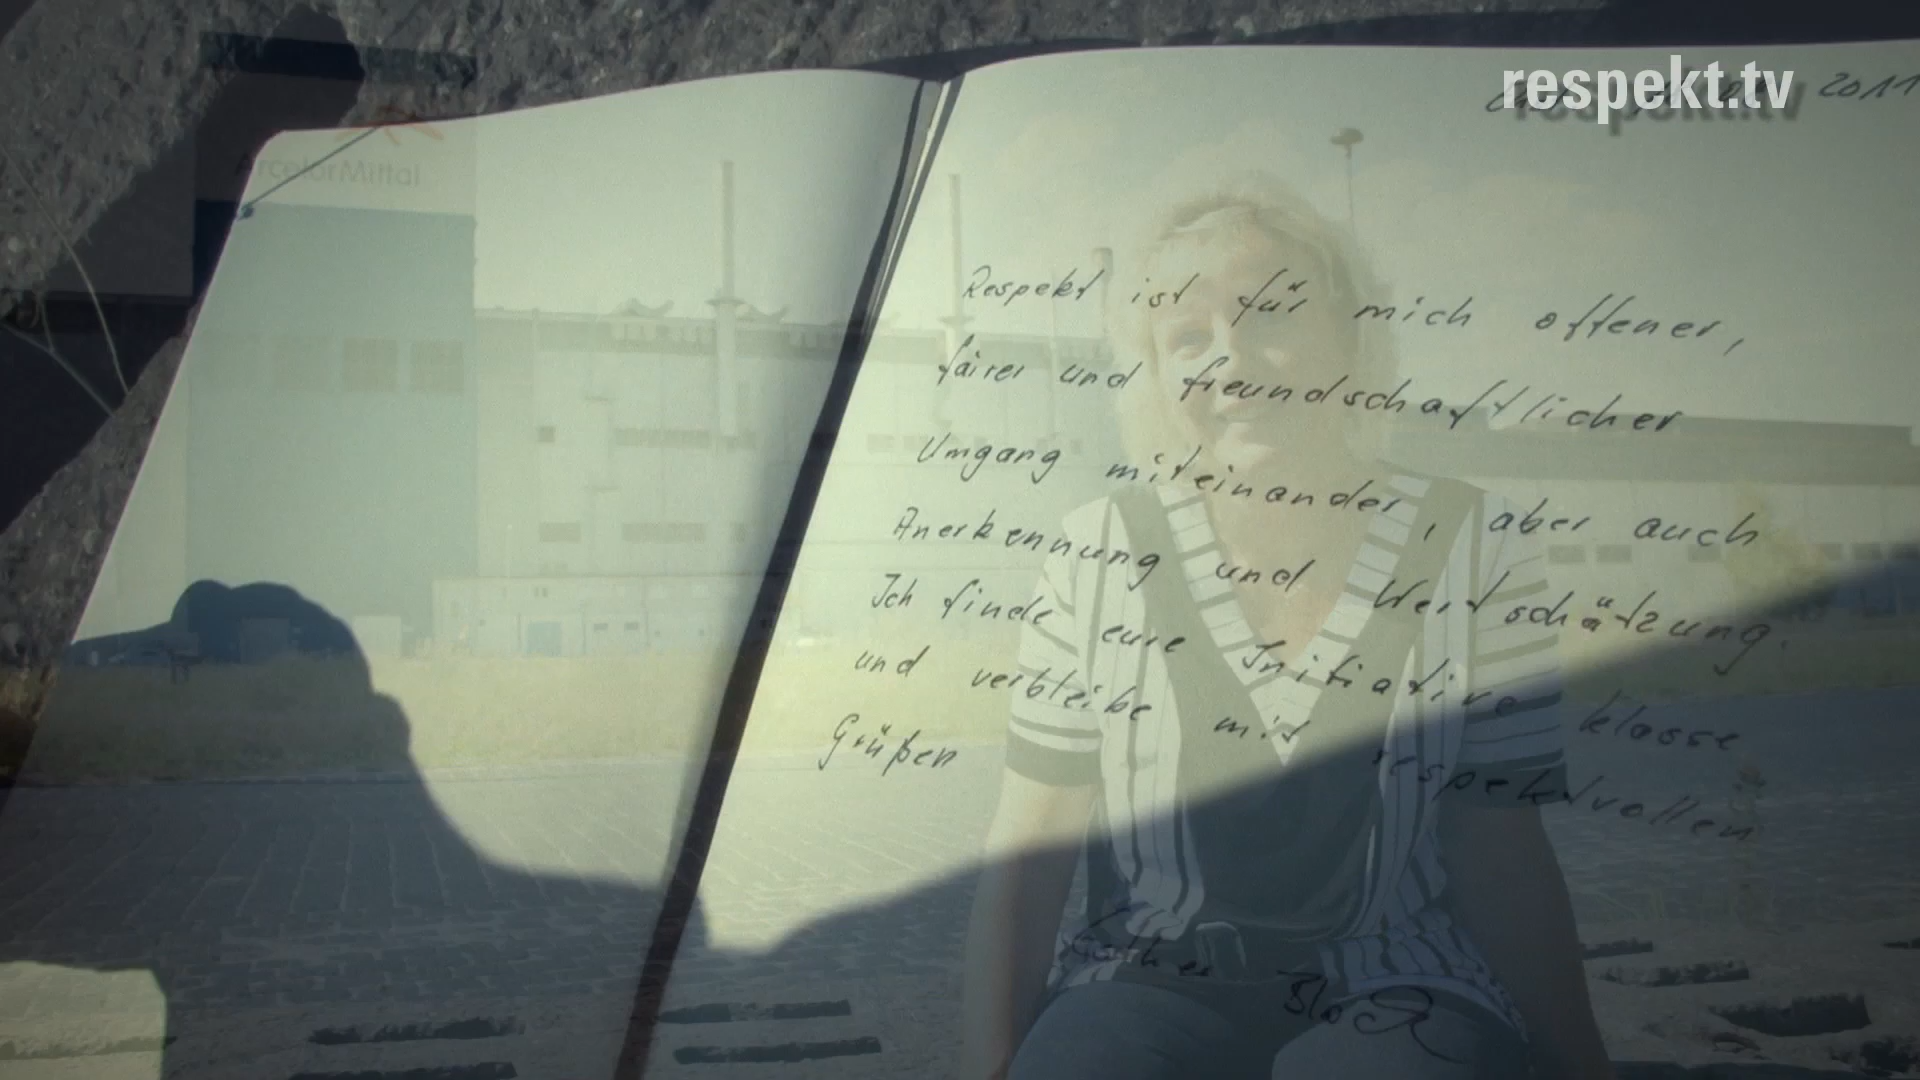 respekt.tv
2011
ArcelorMittal
Respekt ist für mich offener,
fairer und freundschaftlicher
Umgang miteinander, aber auch
Anerkennung und Wertschätzung.
Ich finde eure Initiative klasse
und verbleibe mit respektvollen
Grüßen
Block